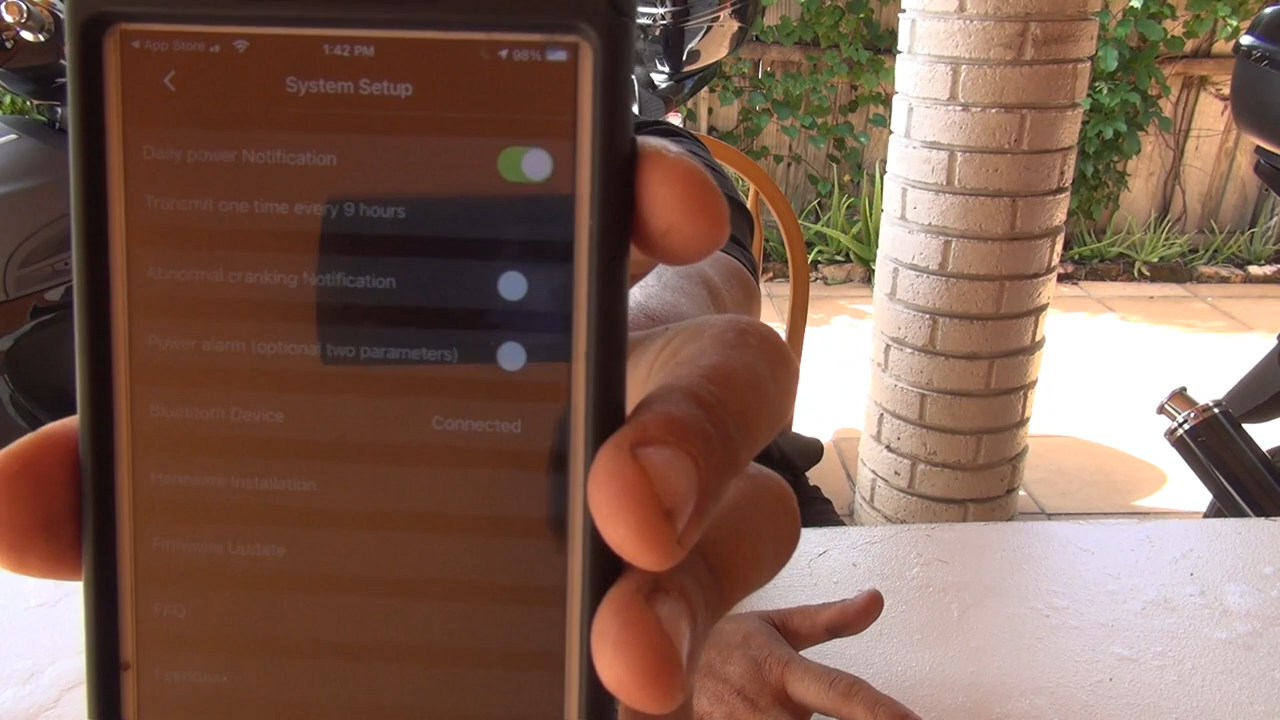 App Store
1:42 PM
98%
System Setup
Daily power Notification
Transmit one time every 9 hours
Abnormal cranking Notification
Power alarm (optional two parameters)
Bluetooth Device
Connected
Hardware Installation
Firmware Update
FAQ
Feedback